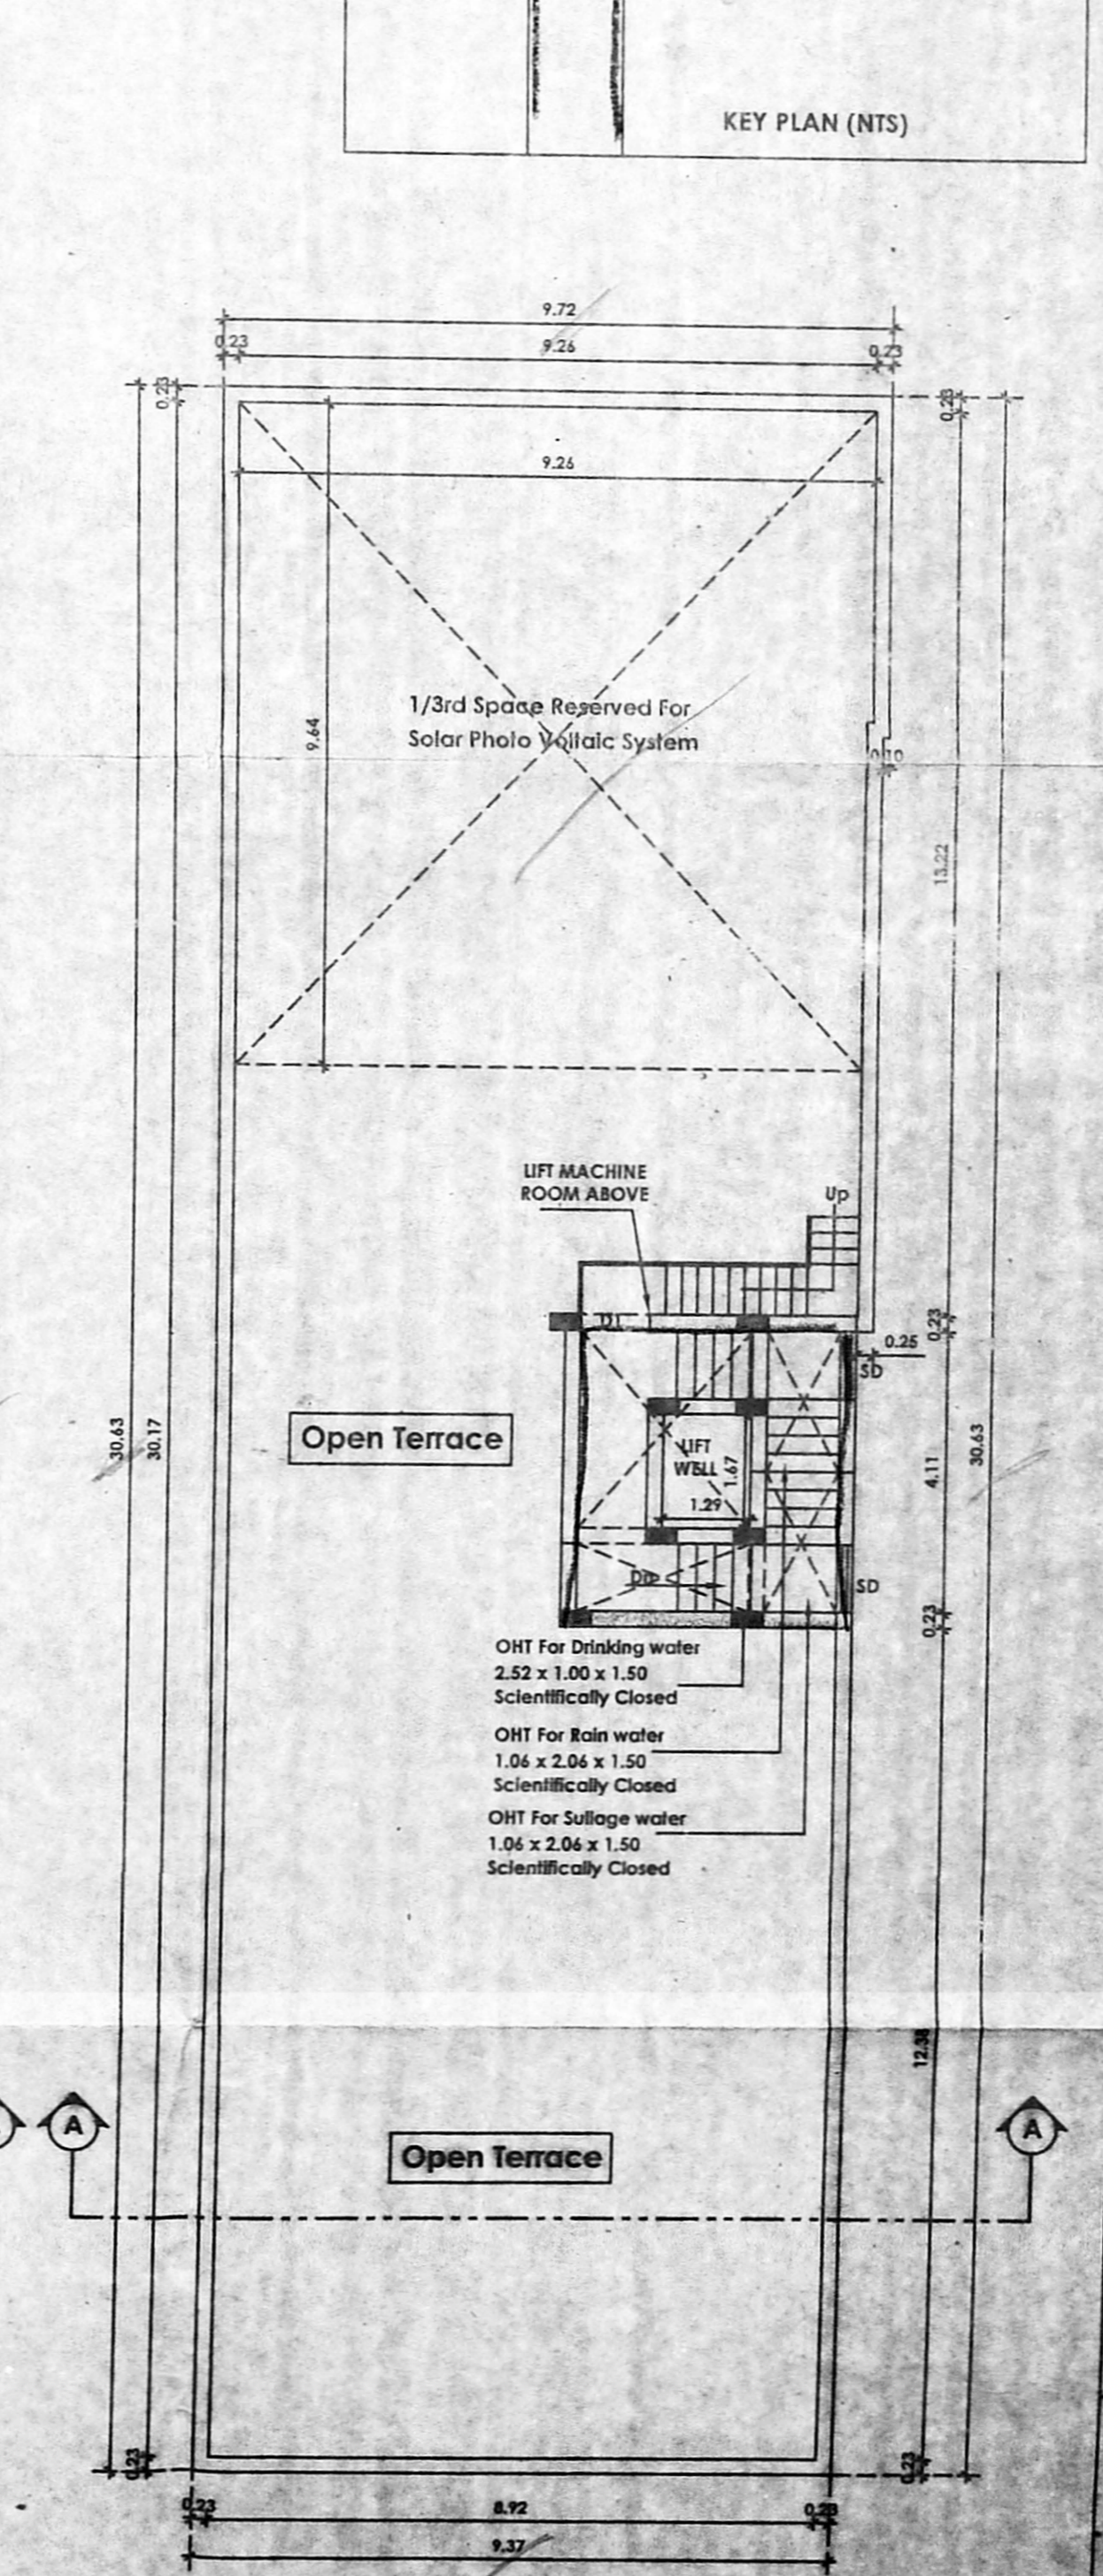 KEY PLAN (NTS)
9.72
0.23
9.26
0.23
0.23
0.23
9.26
1/3rd Space Reserved For
Solar Photo Voltaic System
9.64
0.10
13.22
LIFT MACHINE
ROOM ABOVE
Up
0.23
0.25
SD
Open Terrace
30.63
30.17
LIFT
WELL
1.67
1.29
4.11
30.63
Dn
SD
0.23
OHT For Drinking water
2.52 x 1.00 x 1.50
Scientifically Closed
OHT For Rain water
1.06 x 2.06 x 1.50
Scientifically Closed
OHT For Sullage water
1.06 x 2.06 x 1.50
Scientifically Closed
12.38
A
A
Open Terrace
0.23
0.23
0.23
8.92
0.23
9.37